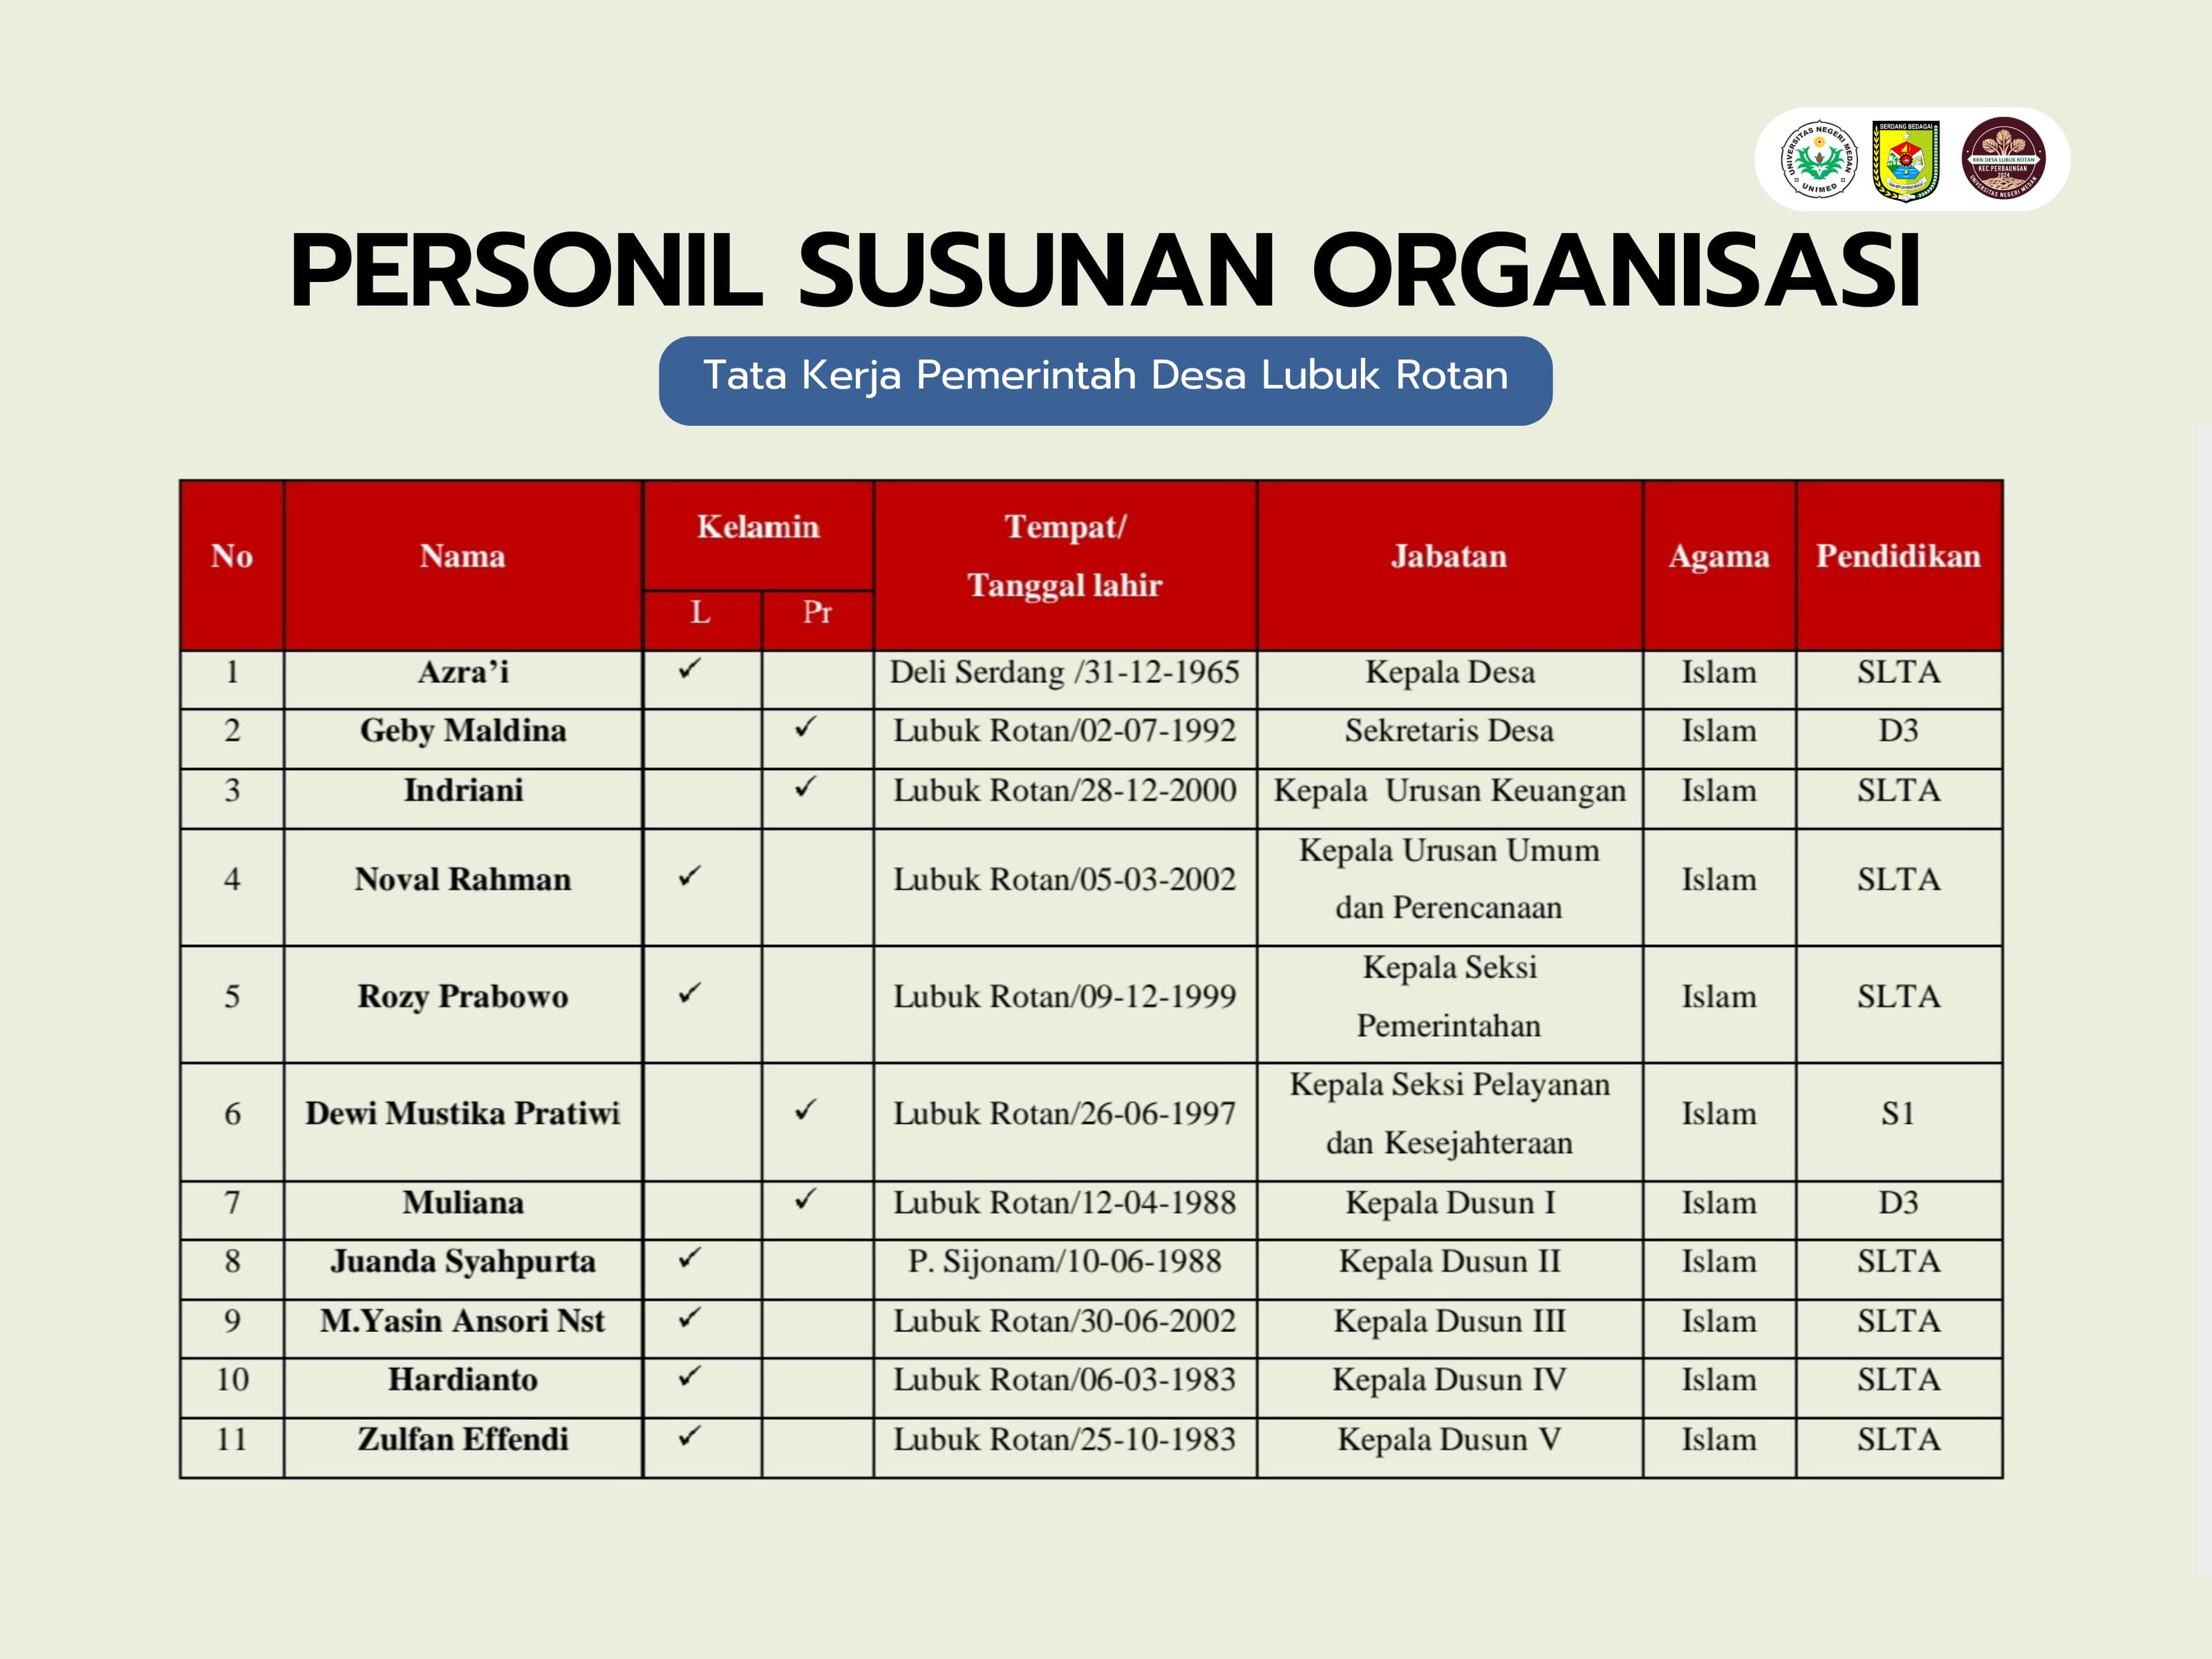 UNIVERSITAS NEGERI MEDAN
UNIMED
SERDANG BEDAGAI
KKN DESA LUBUK ROTAN
KEC.PERBAUNGAN
2024
UNIVERSITAS NEGERI MEDAN
PERSONIL SUSUNAN ORGANISASI
Tata Kerja Pemerintah Desa Lubuk Rotan
No Nama Kelamin Tempat/ Tanggal lahir Jabatan Agama Pendidikan
L Pr
1 Azra’i ✓ Deli Serdang /31-12-1965 Kepala Desa Islam SLTA
2 Geby Maldina ✓ Lubuk Rotan/02-07-1992 Sekretaris Desa Islam D3
3 Indriani ✓ Lubuk Rotan/28-12-2000 Kepala Urusan Keuangan Islam SLTA
4 Noval Rahman ✓ Lubuk Rotan/05-03-2002 Kepala Urusan Umum dan Perencanaan Islam SLTA
5 Rozy Prabowo ✓ Lubuk Rotan/09-12-1999 Kepala Seksi Pemerintahan Islam SLTA
6 Dewi Mustika Pratiwi ✓ Lubuk Rotan/26-06-1997 Kepala Seksi Pelayanan dan Kesejahteraan Islam S1
7 Muliana ✓ Lubuk Rotan/12-04-1988 Kepala Dusun I Islam D3
8 Juanda Syahpurta ✓ P. Sijonam/10-06-1988 Kepala Dusun II Islam SLTA
9 M.Yasin Ansori Nst ✓ Lubuk Rotan/30-06-2002 Kepala Dusun III Islam SLTA
10 Hardianto ✓ Lubuk Rotan/06-03-1983 Kepala Dusun IV Islam SLTA
11 Zulfan Effendi ✓ Lubuk Rotan/25-10-1983 Kepala Dusun V Islam SLTA